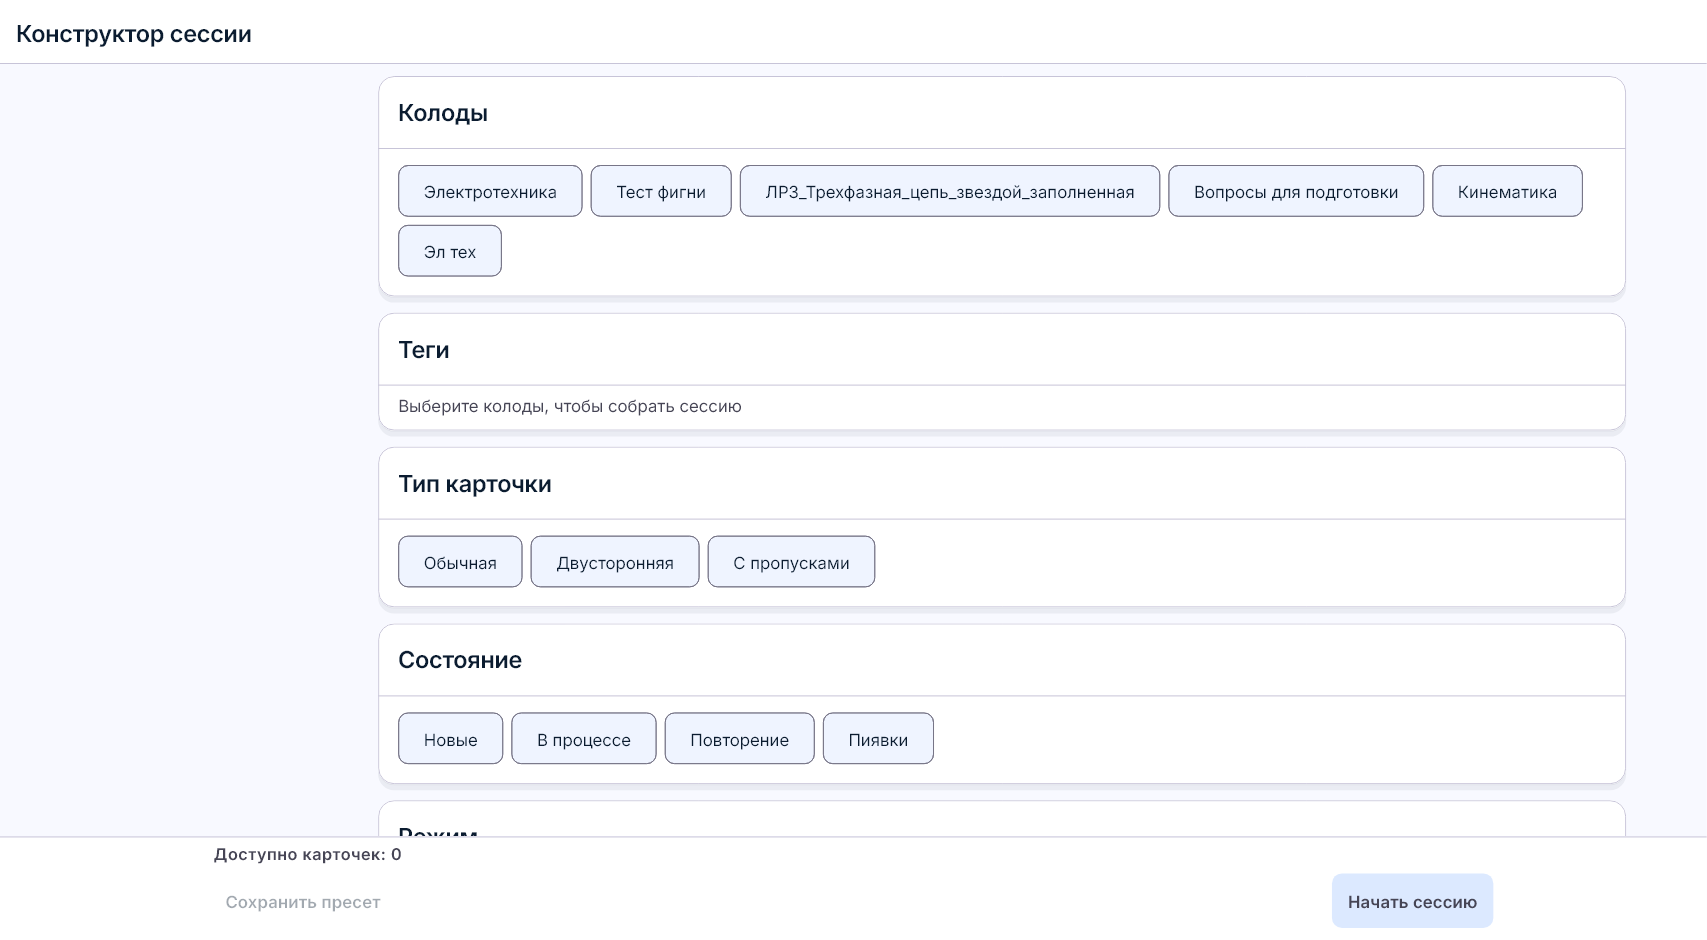 Конструктор сессии
Колоды
Электротехника Тест фигни ЛР3_Трехфазная_цепь_звездой_заполненная Вопросы для подготовки Кинематика
Эл тех
Теги
Выберите колоды, чтобы собрать сессию
Тип карточки
Обычная Двусторонняя С пропусками
Состояние
Новые В процессе Повторение Пиявки
Режим
Доступно карточек: 0
Сохранить пресет Начать сессию